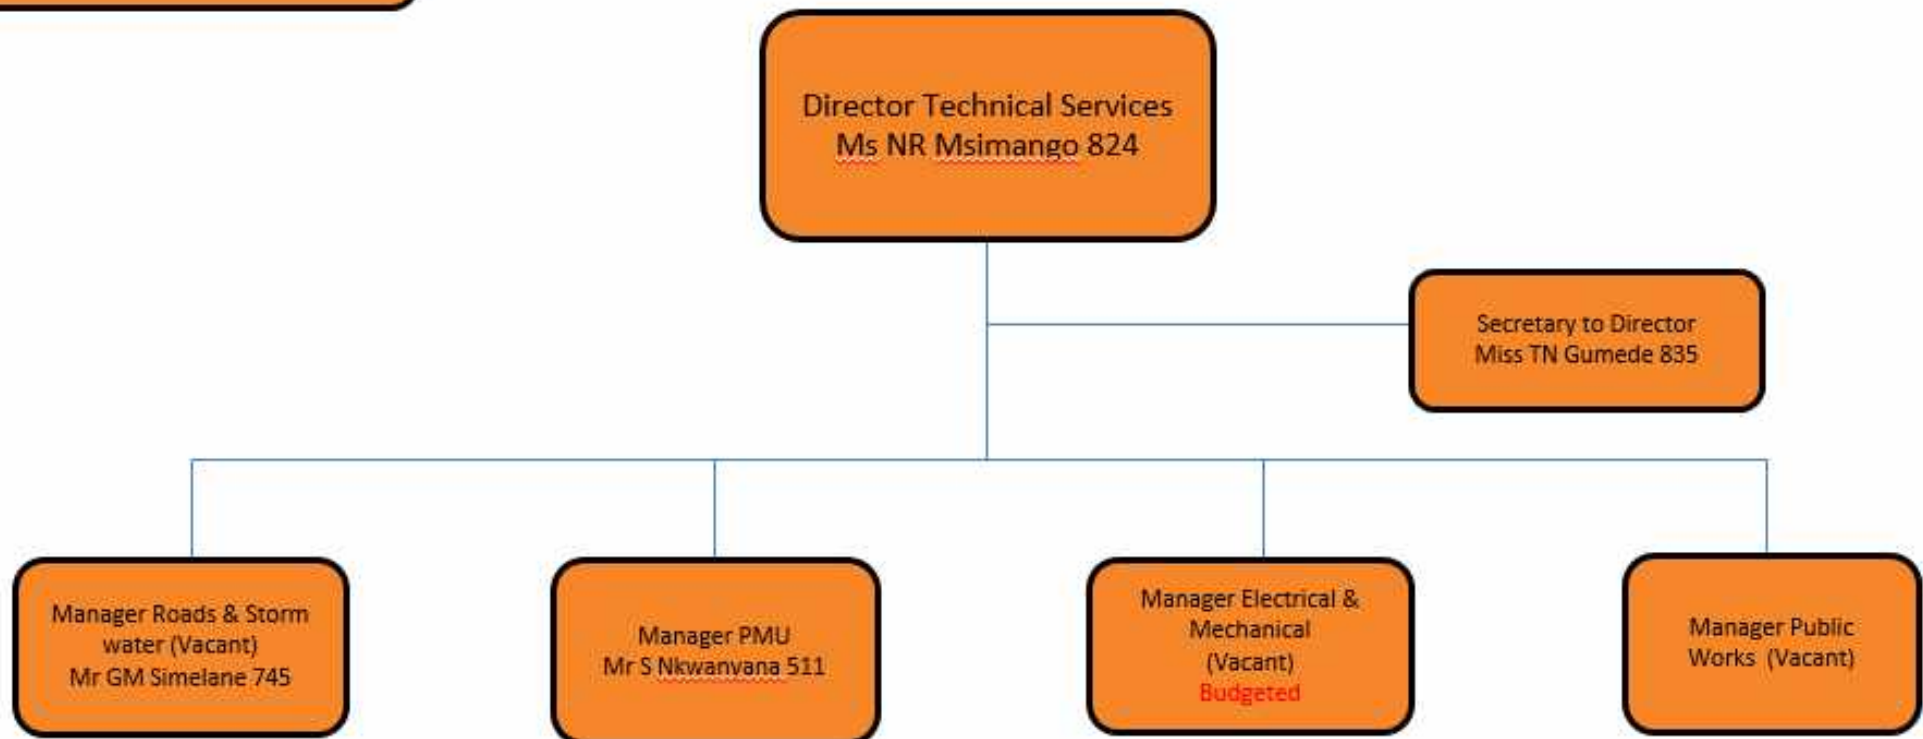 Director Technical Services
Ms NR Msimango 824
Secretary to Director
Miss TN Gumede 835
Manager Roads & Storm
water (Vacant)
Mr GM Simelane 745
Manager PMU
Mr S Nkwanvana 511
Manager Electrical &
Mechanical
(Vacant)
Budgeted
Manager Public
Works (Vacant)